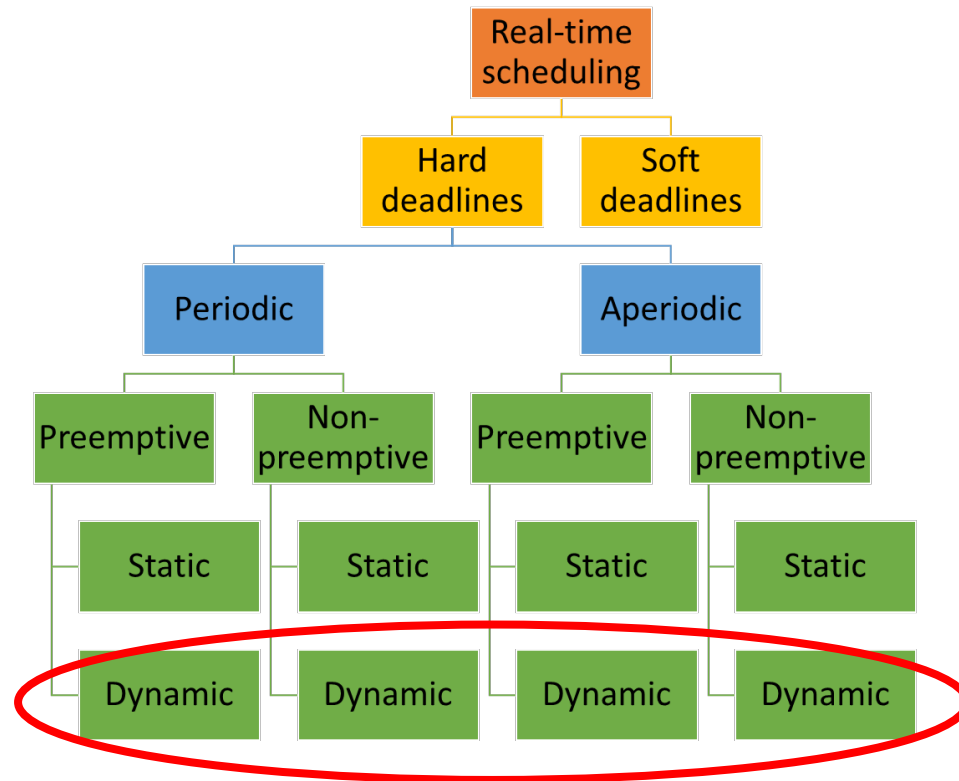 Real-time
scheduling
Hard
deadlines
Soft
deadlines
Periodic
Aperiodic
Preemptive
Non-
preemptive
Preemptive
Non-
preemptive
Static
Static
Static
Static
Dynamic
Dynamic
Dynamic
Dynamic